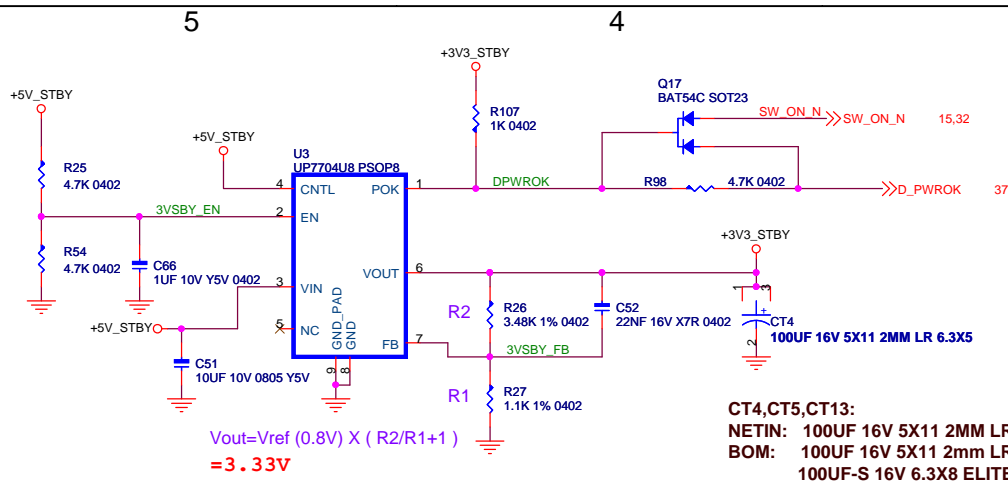 5
4
+3V3_STBY
Q17
BAT54C SOT23
+5V_STBY
R107
1K 0402
SW_ON_N
SW_ON_N
15,32
+5V_STBY
U3
UP7704U8 PSOP8
R25
4.7K 0402
4
CNTL
POK
1
DPWROK
R98
4.7K 0402
D_PWROK
37
3VSBY_EN
2
EN
R54
4.7K 0402
C66
1UF 10V Y5V 0402
+3V3_STBY
VOUT
6
3
VIN
R2
R26
3.48K 1% 0402
C52
22NF 16V X7R 0402
1
3
+
CT4
100UF 16V 5X11 2MM LR 6.3X5
2
+5V_STBY
5
NC
GND_PAD
GND
FB
7
3VSBY_FB
C51
10UF 10V 0805 Y5V
9
8
R1
R27
1.1K 1% 0402
Vout=Vref (0.8V) X ( R2/R1+1 )
=3.33V
CT4,CT5,CT13:
NETIN: 100UF 16V 5X11 2MM LR
BOM: 100UF 16V 5X11 2mm LR
100UF-S 16V 6.3X8 ELITE